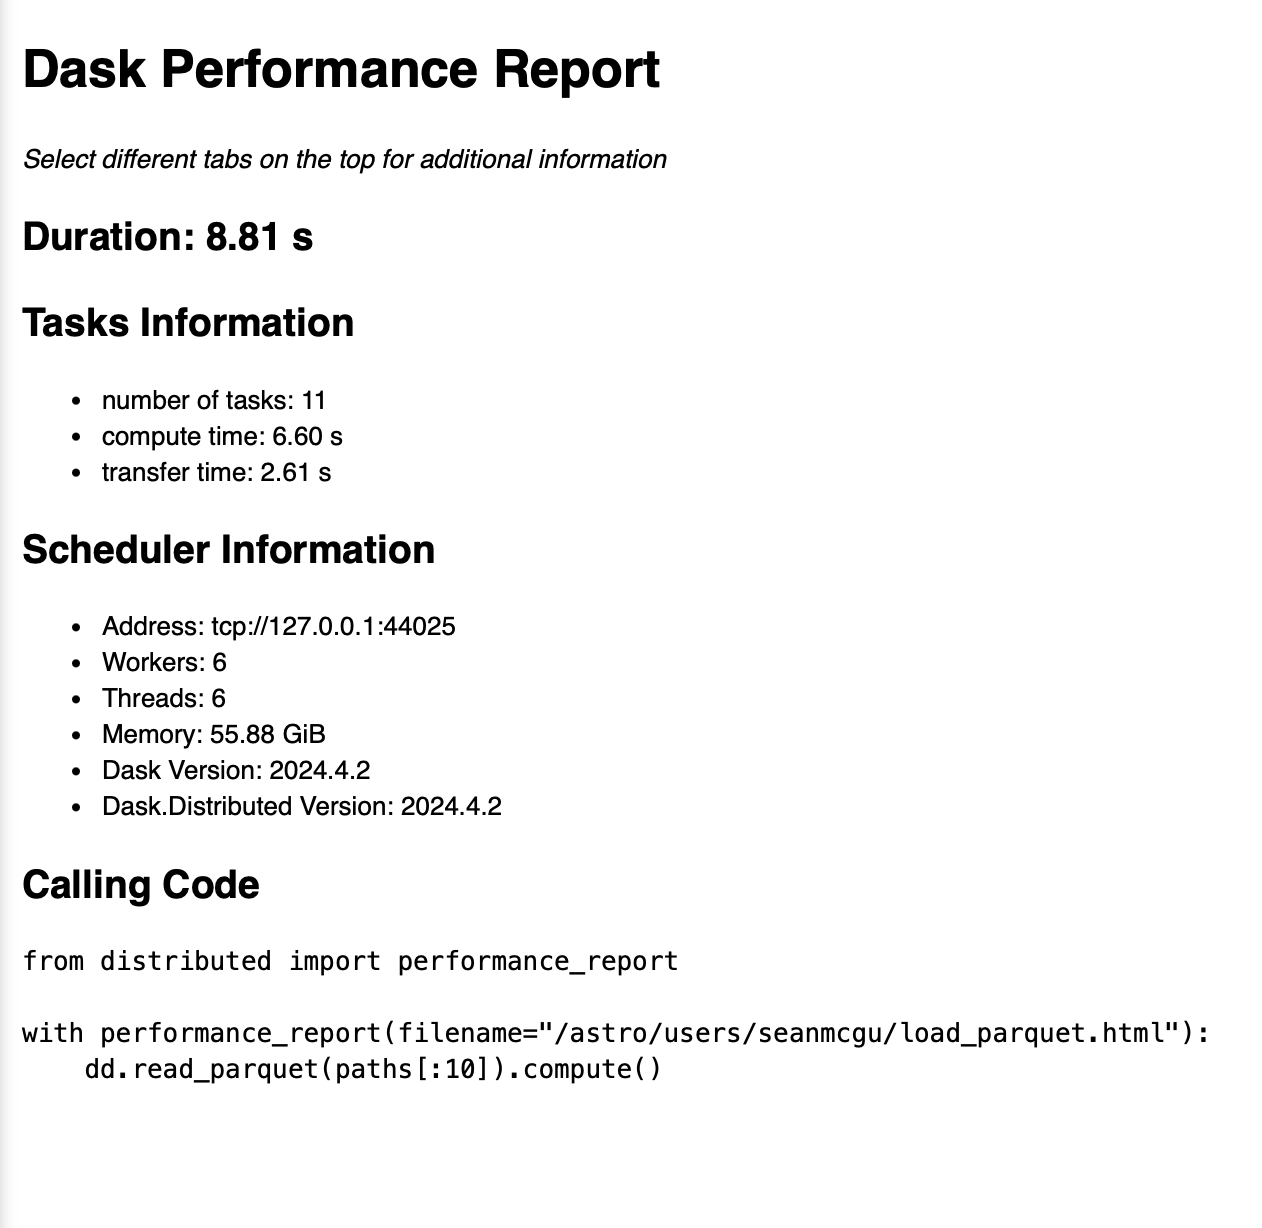 Dask Performance Report
Select different tabs on the top for additional information
Duration: 8.81 s
Tasks Information
• number of tasks: 11
• compute time: 6.60 s
• transfer time: 2.61 s
Scheduler Information
• Address: tcp://127.0.0.1:44025
• Workers: 6
• Threads: 6
• Memory: 55.88 GiB
• Dask Version: 2024.4.2
• Dask.Distributed Version: 2024.4.2
Calling Code
from distributed import performance_report
with performance_report(filename="/astro/users/seanmcgu/load_parquet.html"):
    dd.read_parquet(paths[:10]).compute()